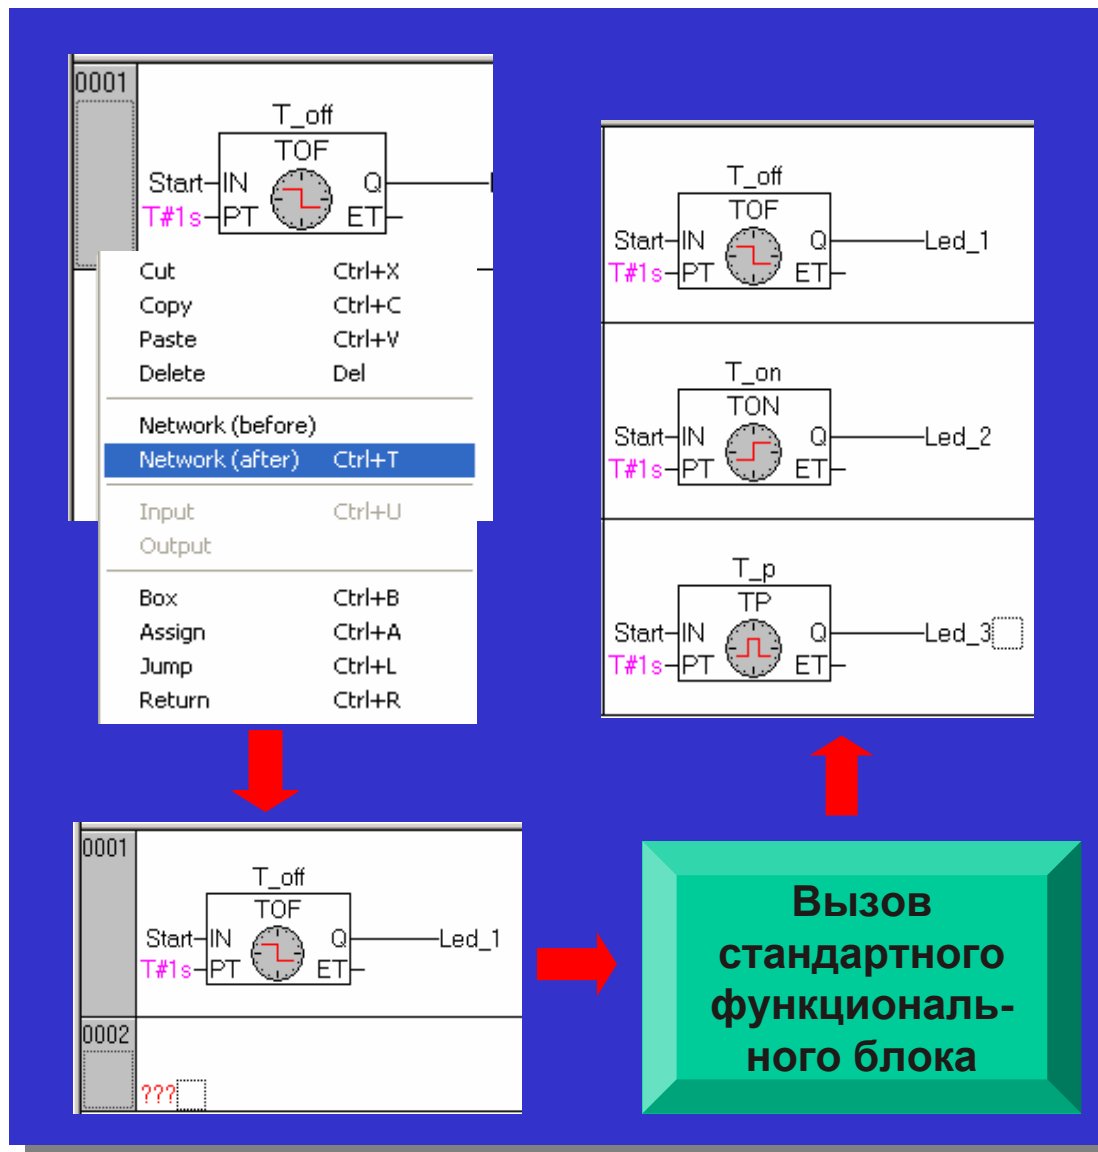 0001
T_off
TOF
Start IN Q
T#1s PT ET
Cut Ctrl+X
Copy Ctrl+C
Paste Ctrl+V
Delete Del
Network (before)
Network (after) Ctrl+T
Input Ctrl+U
Output
Box Ctrl+B
Assign Ctrl+A
Jump Ctrl+L
Return Ctrl+R
0001
T_off
TOF
Start IN Q Led_1
T#1s PT ET
0002
???
Вызов
стандартного
функциональ-
ного блока
T_off
TOF
Start IN Q Led_1
T#1s PT ET
T_on
TON
Start IN Q Led_2
T#1s PT ET
T_p
TP
Start IN Q Led_3
T#1s PT ET